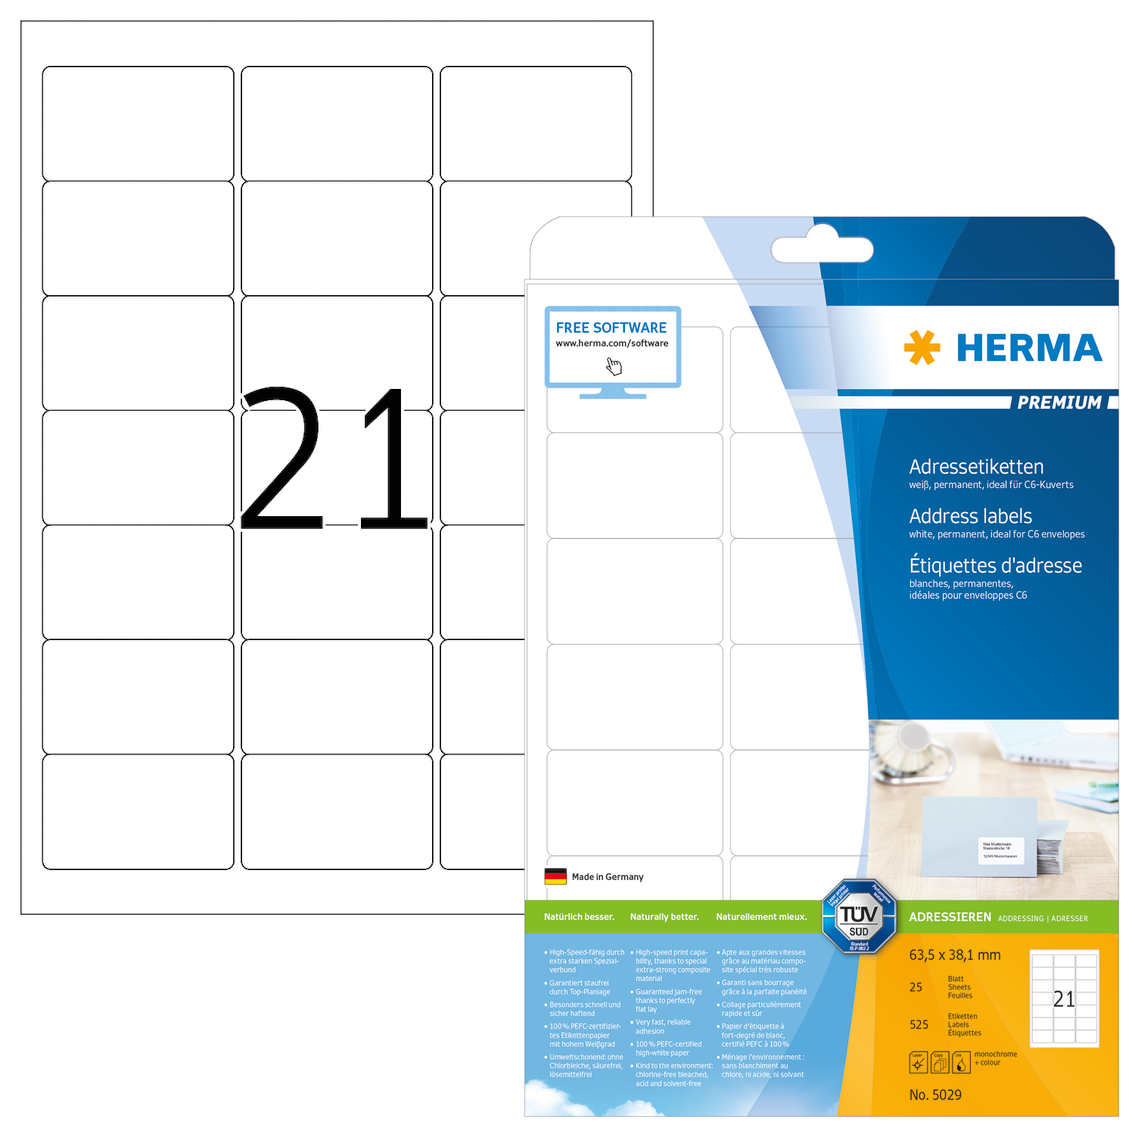 21
FREE SOFTWARE
www.herma.com/software
HERMA
PREMIUM
Adressetiketten
weiß, permanent, ideal für C6-Kuverts
Address labels
white, permanent, ideal for C6 envelopes
Étiquettes d'adresse
blanches, permanentes,
idéales pour enveloppes C6
Max Mustermann
12345 Musterhausen
Made in Germany
Natürlich besser.
Naturally better.
Naturellement mieux.
TÜV
SÜD
Standard
ADRESSIEREN ADDRESSING | ADRESSER
• High-Speed-fähig durch
extra starken Spezial-
verbund
• Garantiert staufrei
durch Top-Planlage
• Besonders schnell und
sicher haftend
• 100 % PEFC-zertifizier-
tes Etikettenpapier
mit hohem Weißgrad
• Umweltschonend: ohne
Chlorbleiche, säurefrei,
lösemittelfrei
• High-speed print capa-
bility, thanks to special
extra-strong composite
material
• Guaranteed jam-free
thanks to perfectly
flat lay
• Very fast, reliable
adhesion
• 100 % PEFC-certified
high-white paper
• Kind to the environment:
chlorine-free bleached,
acid and solvent-free
• Apte aux grandes vitesses
grâce au matériau compo-
site spécial très robuste
• Garanti sans bourrage
grâce à la parfaite planéité
• Collage particulièrement
rapide et sûr
• Papier d'étiquette à
fort-degré de blanc,
certifié PEFC à 100 %
• Ménage l'environnement :
sans blanchiment au
chlore, ni acide, ni solvant
63,5 x 38,1 mm
25
Blatt
Sheets
Feuilles
525
Etiketten
Labels
Étiquettes
21
Laser
Copy
Ink
monochrome
+ colour
No. 5029